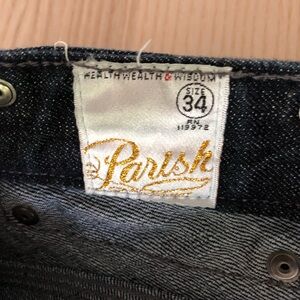 HEALTH WEALTH & WISDOM
SIZE
34
RN
119972
Parish